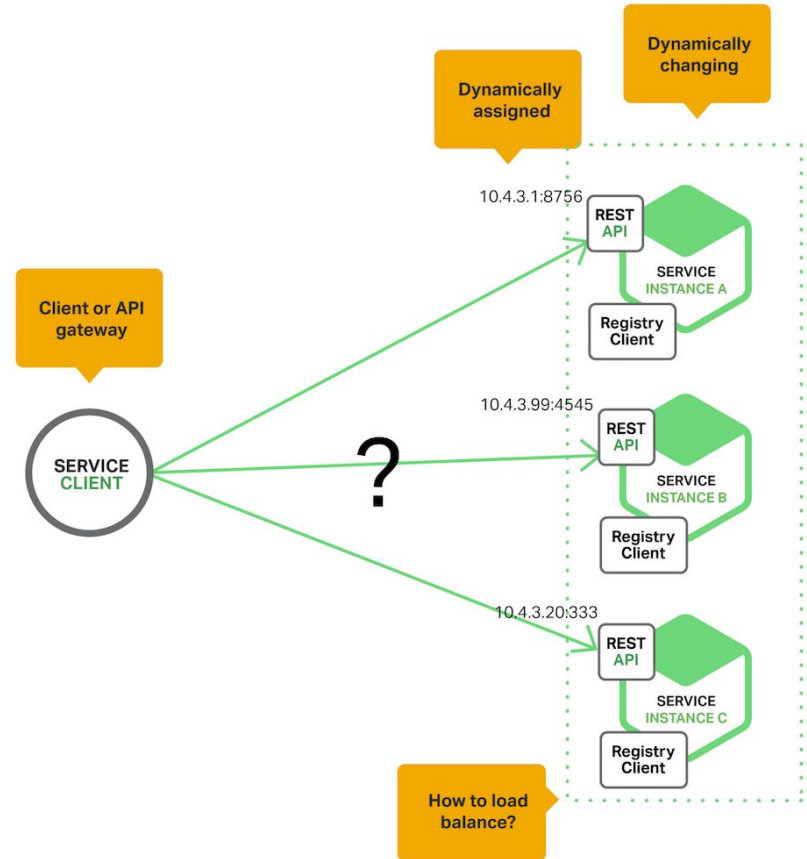 Dynamically
changing
Dynamically
assigned
10.4.3.1:8756
REST
API
SERVICE
INSTANCE A
Registry
Client
Client or API
gateway
10.4.3.99:4545
REST
API
SERVICE
CLIENT
?
SERVICE
INSTANCE B
Registry
Client
10.4.3.20:333
REST
API
SERVICE
INSTANCE C
Registry
Client
How to load
balance?